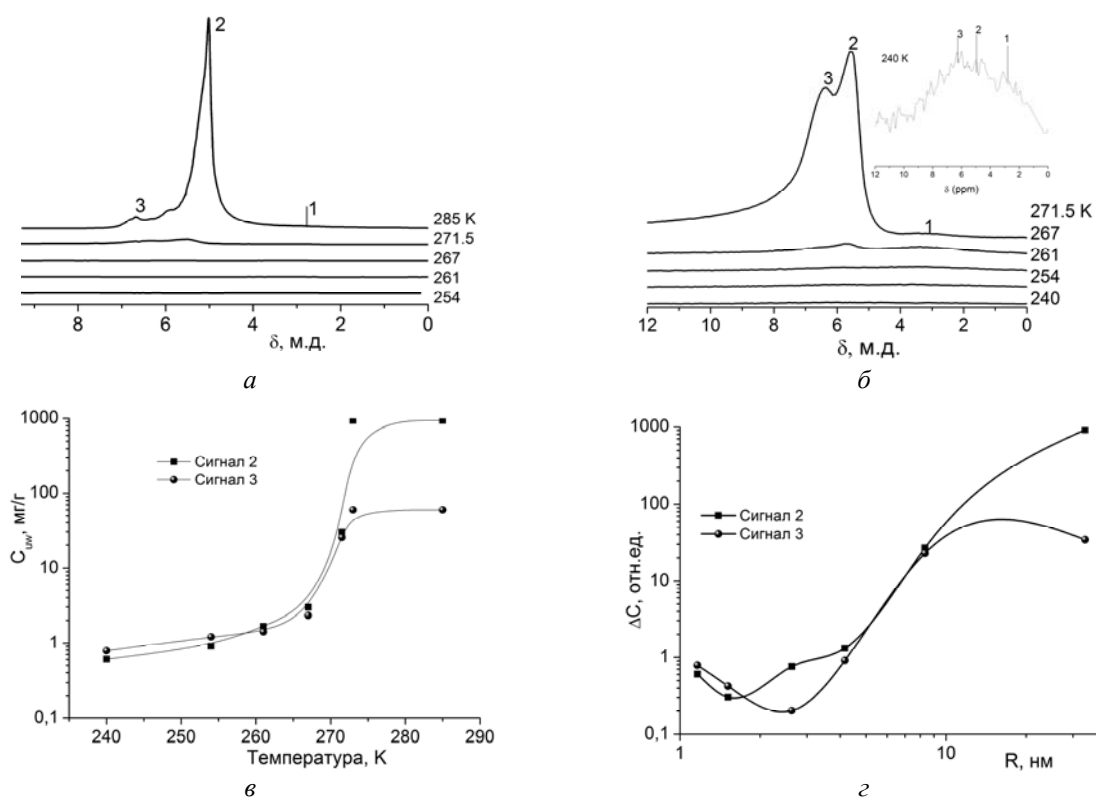 2
3
1
285 K
271.5
267
261
254
8 6 4 2 0
δ, м.д.
а
2
3
1
240 K
3
2
1
12 10 8 6 4 2 0
δ (ppm)
271.5 K
267
261
254
240
12 10 8 6 4 2 0
δ, м.д.
б
1000
100
10
1
0,1
C uw, мг/г
Сигнал 2
Сигнал 3
240 250 260 270 280 290
Температура, K
в
1000
100
10
1
0,1
ΔC, отн.ед.
Сигнал 2
Сигнал 3
1 10
R, нм
г